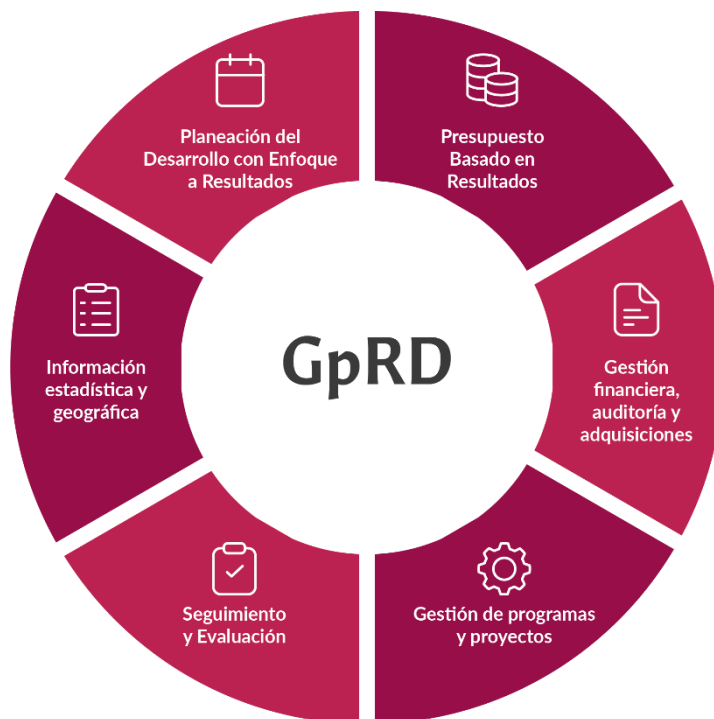 Planeación del
Desarrollo con Enfoque
a Resultados
Presupuesto
Basado en
Resultados
Gestión
financiera,
auditoría y
adquisiciones
Gestión de programas
y proyectos
Seguimiento
y Evaluación
Información
estadística y
geográfica
GpRD